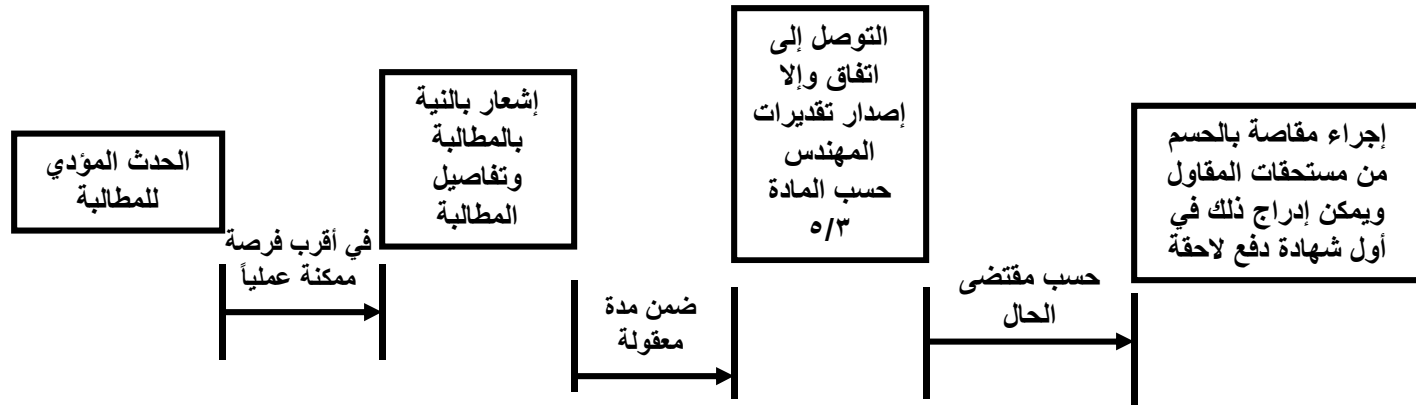 الحدث المؤدي
للمطالبة
في أقرب فرصة
ممكنة عملياً
إشعار بالنية
بالمطالبة
وتفاصيل
المطالبة
ضمن مدة
معقولة
التوصل إلى
اتفاق وإلا
إصدار تقديرات
المهندس
حسب المادة
٥/٣
حسب مقتضى
الحال
إجراء مقاصة بالحسم
من مستحقات المقاول
ويمكن إدراج ذلك في
أول شهادة دفع لاحقة